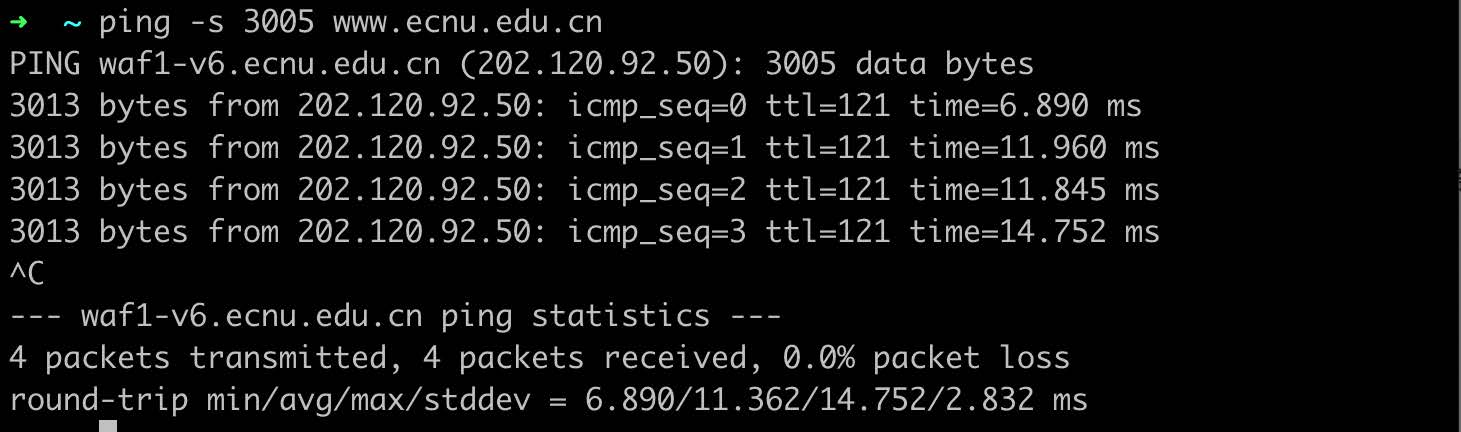 ➜  ~ ping -s 3005 www.ecnu.edu.cn
PING waf1-v6.ecnu.edu.cn (202.120.92.50): 3005 data bytes
3013 bytes from 202.120.92.50: icmp_seq=0 ttl=121 time=6.890 ms
3013 bytes from 202.120.92.50: icmp_seq=1 ttl=121 time=11.960 ms
3013 bytes from 202.120.92.50: icmp_seq=2 ttl=121 time=11.845 ms
3013 bytes from 202.120.92.50: icmp_seq=3 ttl=121 time=14.752 ms
^C
--- waf1-v6.ecnu.edu.cn ping statistics ---
4 packets transmitted, 4 packets received, 0.0% packet loss
round-trip min/avg/max/stddev = 6.890/11.362/14.752/2.832 ms